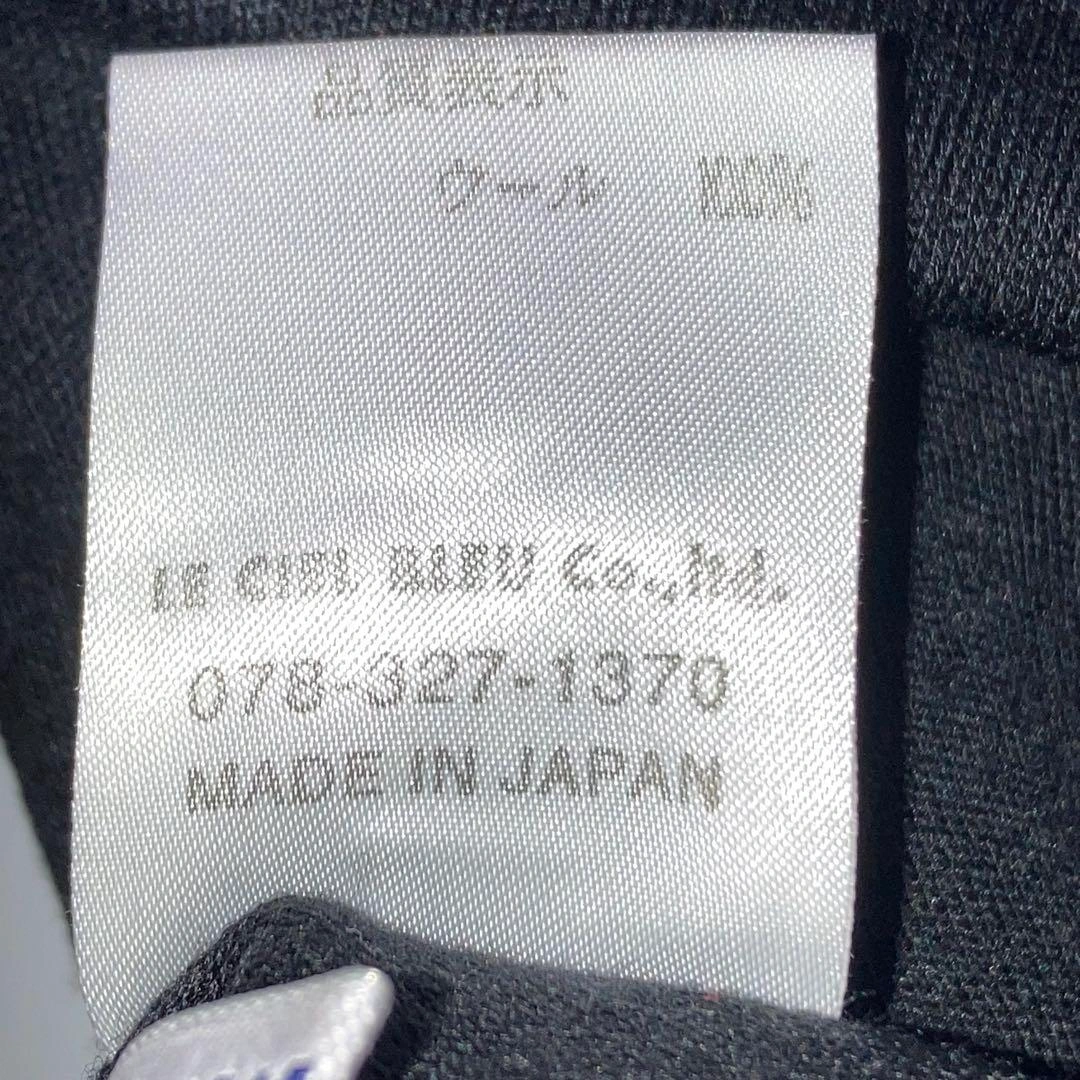 品質表示
ウール 100%
LE CIEL BLEU Co.,Ltd.
078-327-1370
MADE IN JAPAN